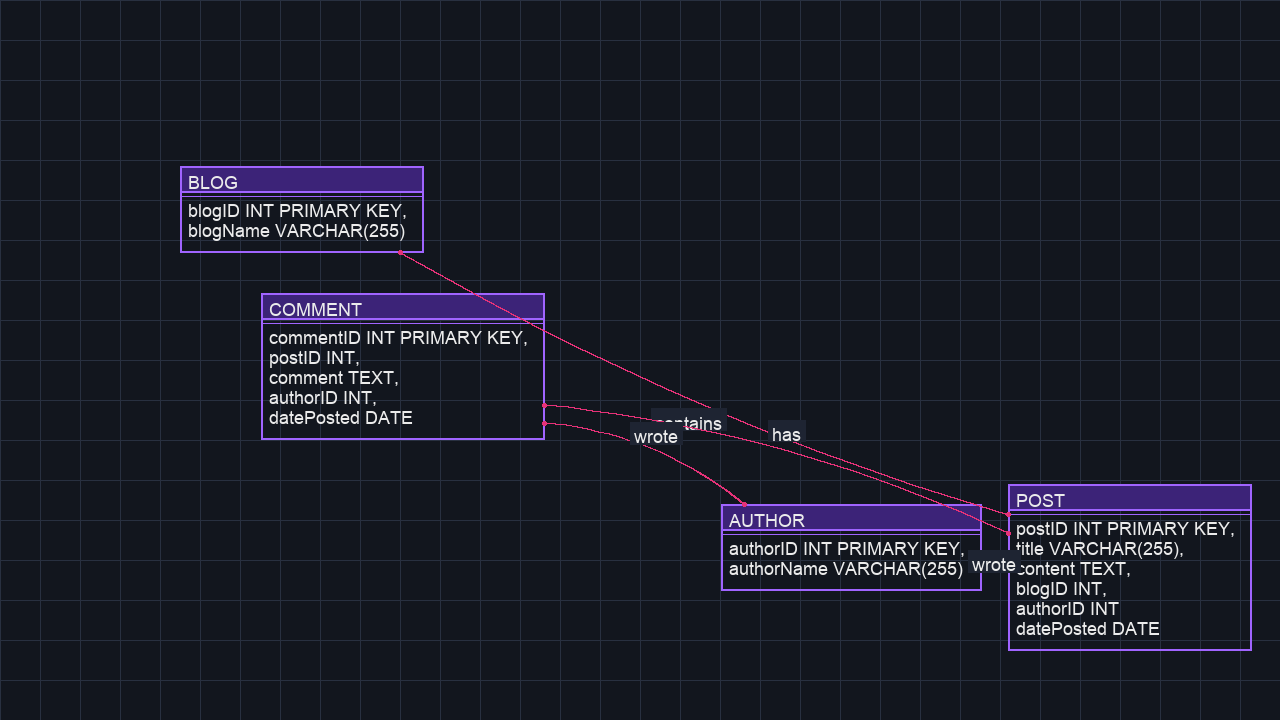 BLOG
blogID INT PRIMARY KEY,
blogName VARCHAR(255)
COMMENT
commentID INT PRIMARY KEY,
postID INT,
comment TEXT,
authorID INT,
datePosted DATE
contains
wrote
has
AUTHOR
authorID INT PRIMARY KEY,
authorName VARCHAR(255)
wrote
POST
postID INT PRIMARY KEY,
title VARCHAR(255),
content TEXT,
blogID INT,
authorID INT
datePosted DATE